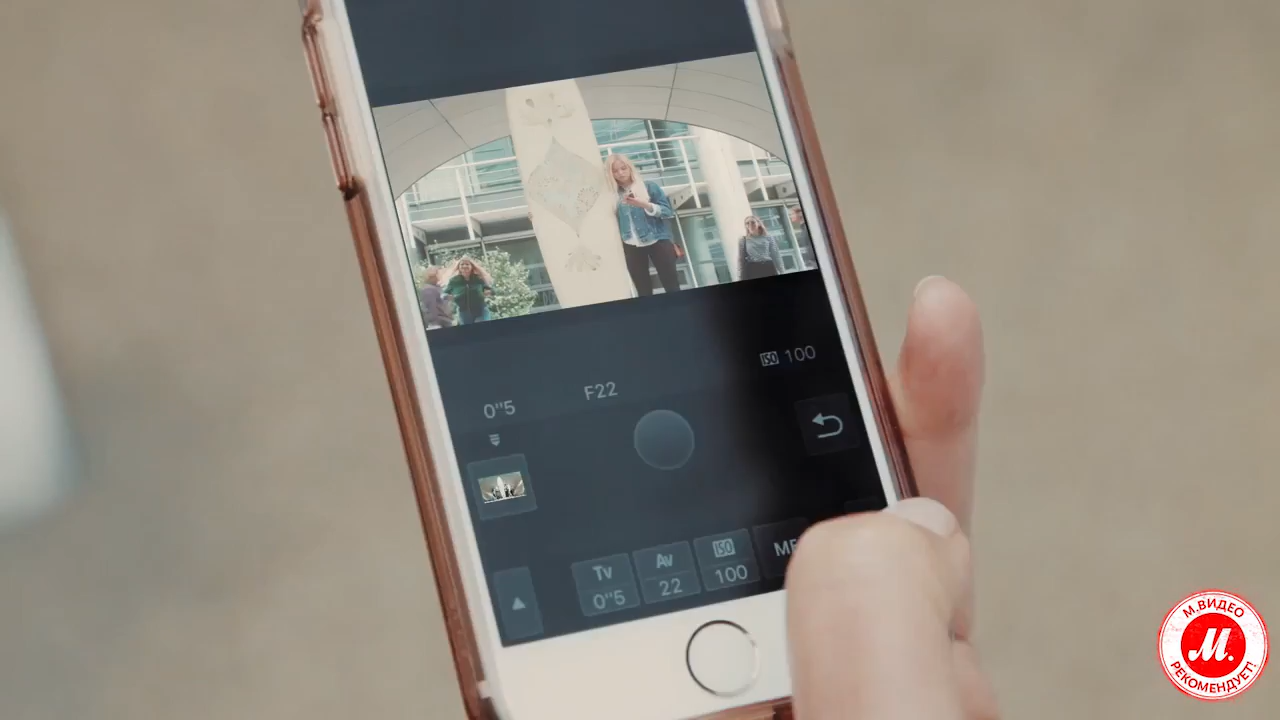 ISO 100
F22
0"5
Tv Av ISO ME
0"5 22 100
М.ВИДЕО
М.
РЕКОМЕНДУЕТ!